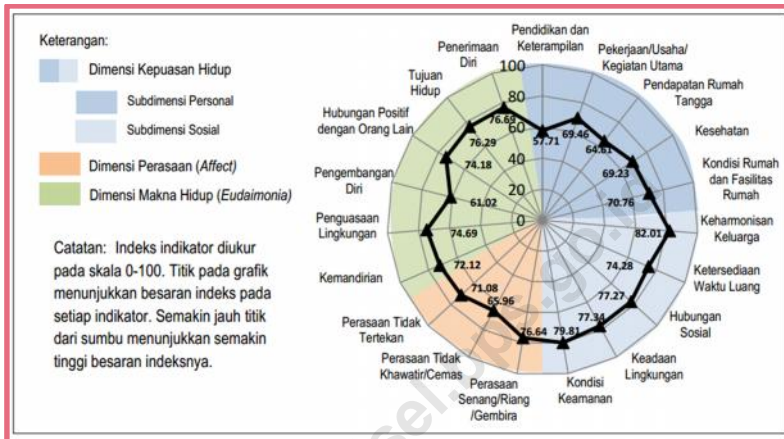 Keterangan:
Dimensi Kepuasan Hidup
Subdimensi Personal
Subdimensi Sosial
Dimensi Perasaan (Affect)
Dimensi Makna Hidup (Eudaimonia)
Catatan: Indeks indikator diukur
pada skala 0-100. Titik pada grafik
menunjukkan besaran indeks pada
setiap indikator. Semakin jauh titik
dari sumbu menunjukkan semakin
tinggi besaran indeksnya.
Pendidikan dan
Keterampilan
Pekerjaan/Usaha/
Kegiatan Utama
Pendapatan Rumah
Tangga
Kesehatan
Kondisi Rumah
dan Fasilitas
Rumah
Keharmonisan
Keluarga
Ketersediaan
Waktu Luang
Hubungan
Sosial
Keadaan
Lingkungan
Kondisi
Keamanan
Perasaan
Senang/Riang
/Gembira
Perasaan Tidak
Khawatir/Cemas
Perasaan Tidak
Tertekan
Kemandirian
Penguasaan
Lingkungan
Pengembangan
Diri
Hubungan Positif
dengan Orang Lain
Tujuan
Hidup
Penerimaan
Diri
100
80
60
40
20
0
57.71
69.46
64.61
69.23
70.76
82.01
74.28
77.27
77.34
79.81
76.64
65.96
71.08
72.12
74.69
61.02
74.18
76.29
76.69